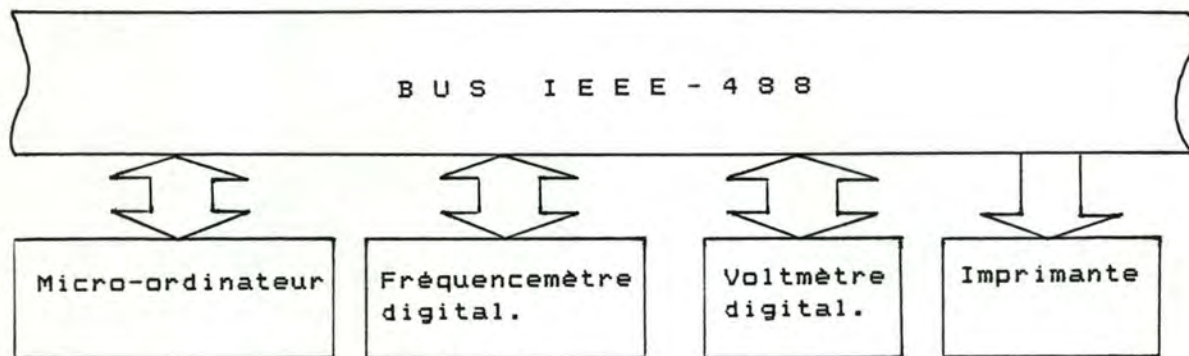 BUS IEEE-488
Micro-ordinateur
Fréquencemètre
digital.
Voltmètre
digital.
Imprimante